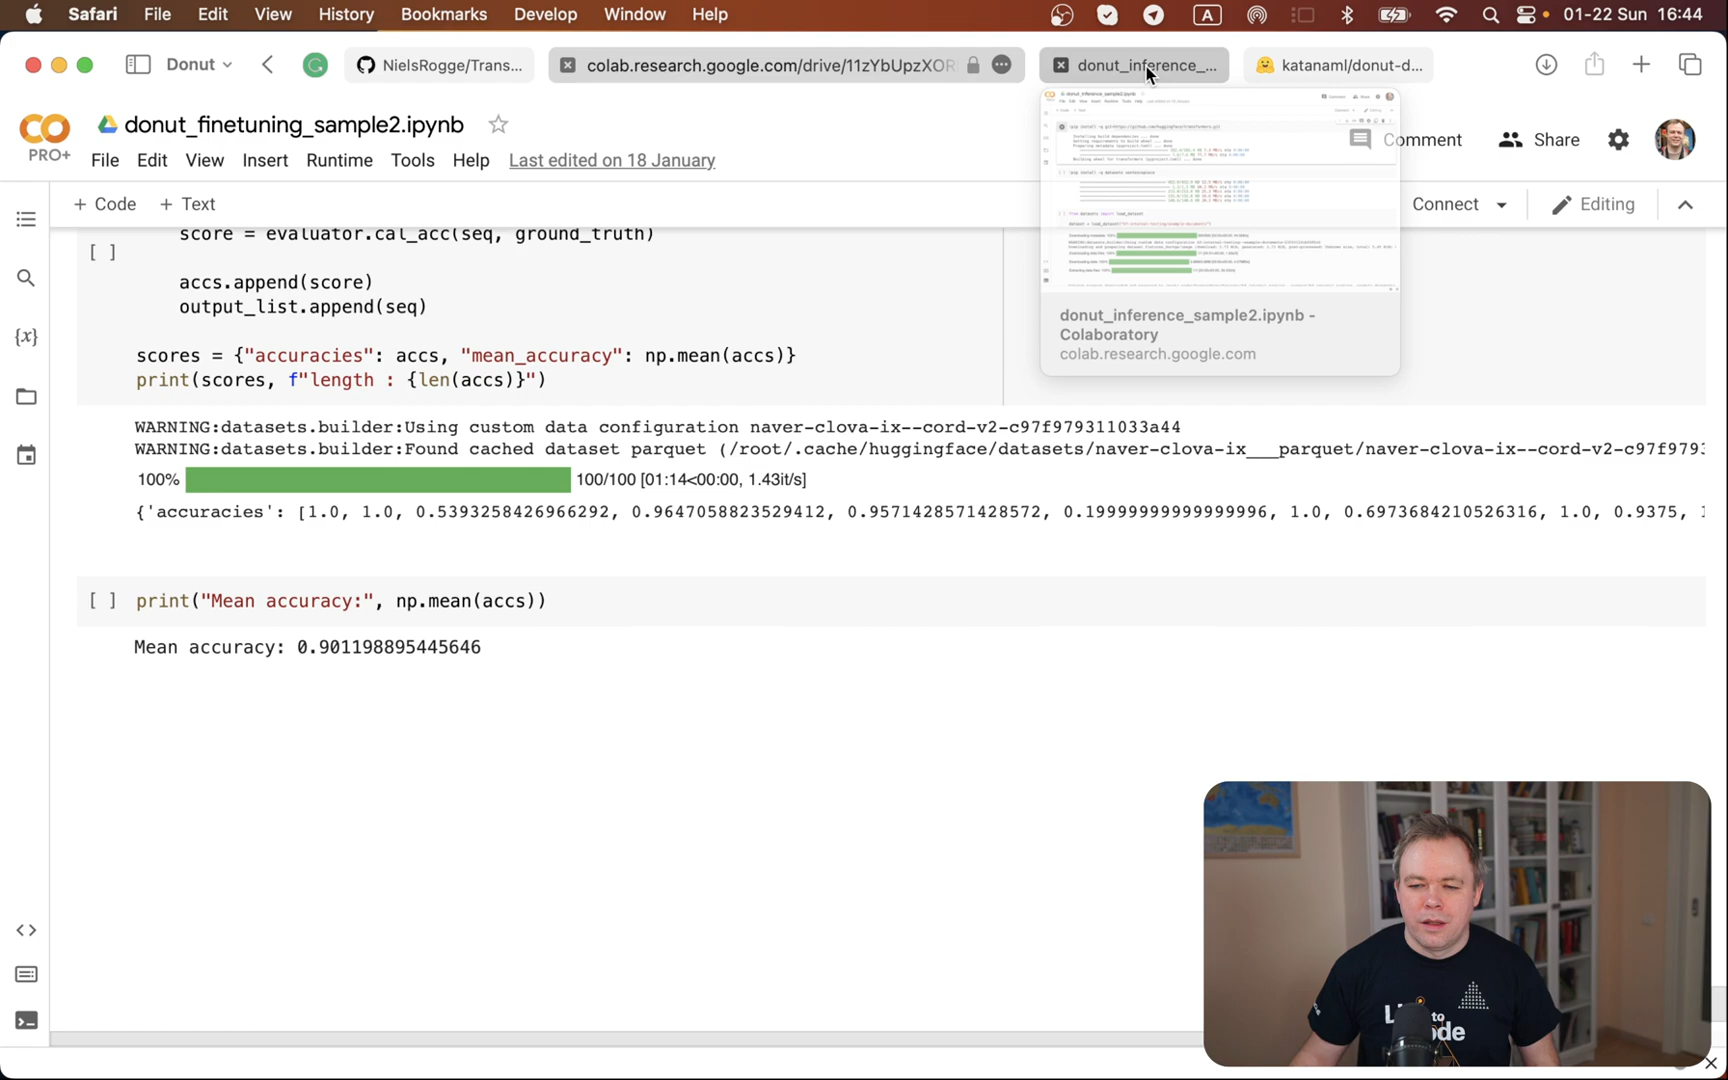 Safari File Edit View History Bookmarks Develop Window Help A 01-22 Sun 16:44
Donut NielsRogge/Trans... colab.research.google.com/drive/11zYbUpzXOR donut_inference_... katanaml/donut-d...
donut_finetuning_sample2.ipynb
PRO+
File Edit View Insert Runtime Tools Help Last edited on 18 January
Comment Share
+ Code + Text
Connect Editing
donut_inference_sample2.ipynb -
Colaboratory
colab.research.google.com
score = evaluator.cal_acc(seq, ground_truth)
[ ]
accs.append(score)
output_list.append(seq)
scores = {"accuracies": accs, "mean_accuracy": np.mean(accs)}
print(scores, f"length : {len(accs)}")
WARNING:datasets.builder:Using custom data configuration naver-clova-ix--cord-v2-c97f979311033a44
WARNING:datasets.builder:Found cached dataset parquet (/root/.cache/huggingface/datasets/naver-clova-ix___parquet/naver-clova-ix--cord-v2-c97f979
100% 100/100 [01:14<00:00, 1.43it/s]
{'accuracies': [1.0, 1.0, 0.5393258426966292, 0.9647058823529412, 0.9571428571428572, 0.19999999999999996, 1.0, 0.6973684210526316, 1.0, 0.9375,
[ ] print("Mean accuracy:", np.mean(accs))
Mean accuracy: 0.901198895445646
{x}